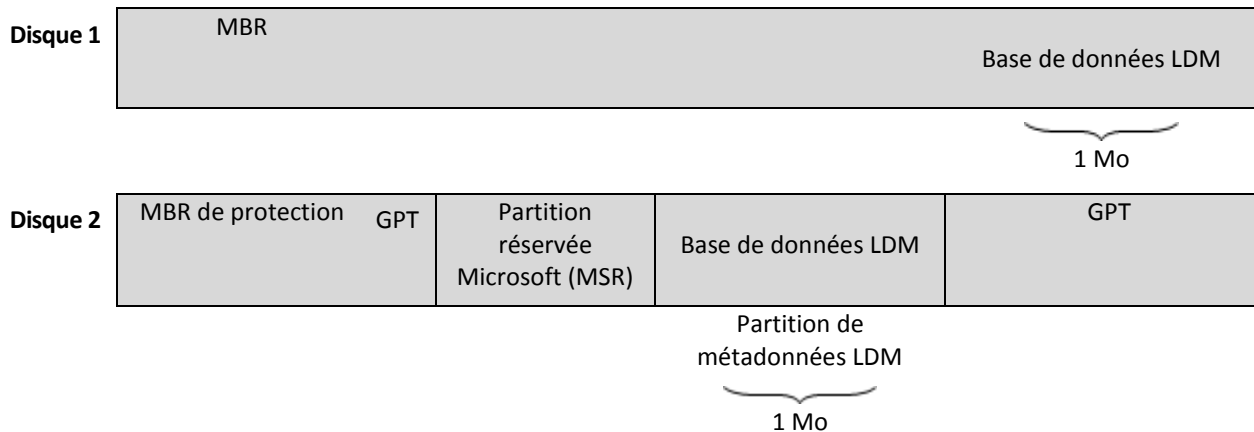 Disque 1
MBR
Base de données LDM
1 Mo
Disque 2
MBR de protection
GPT
Partition
réservée
Microsoft (MSR)
Base de données LDM
GPT
Partition de
métadonnées LDM
1 Mo